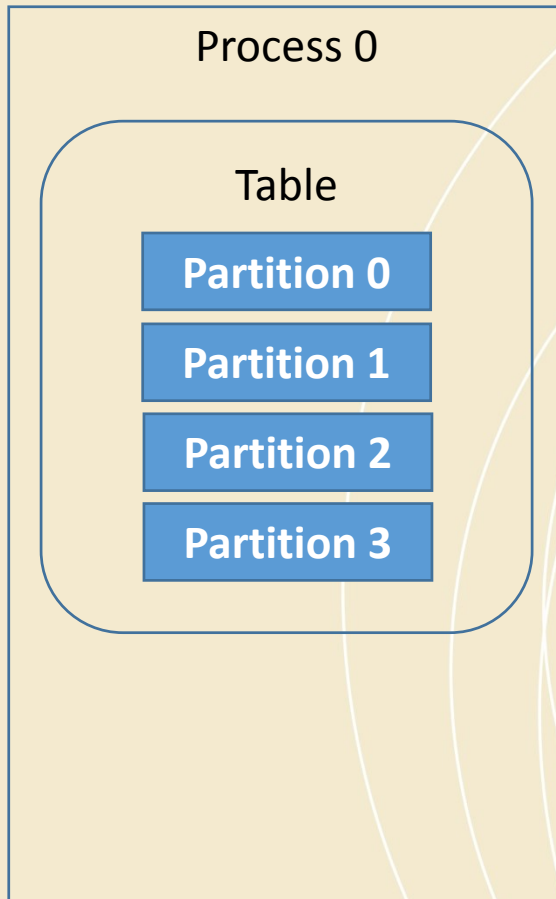 Process 0
Table
Partition 0
Partition 1
Partition 2
Partition 3